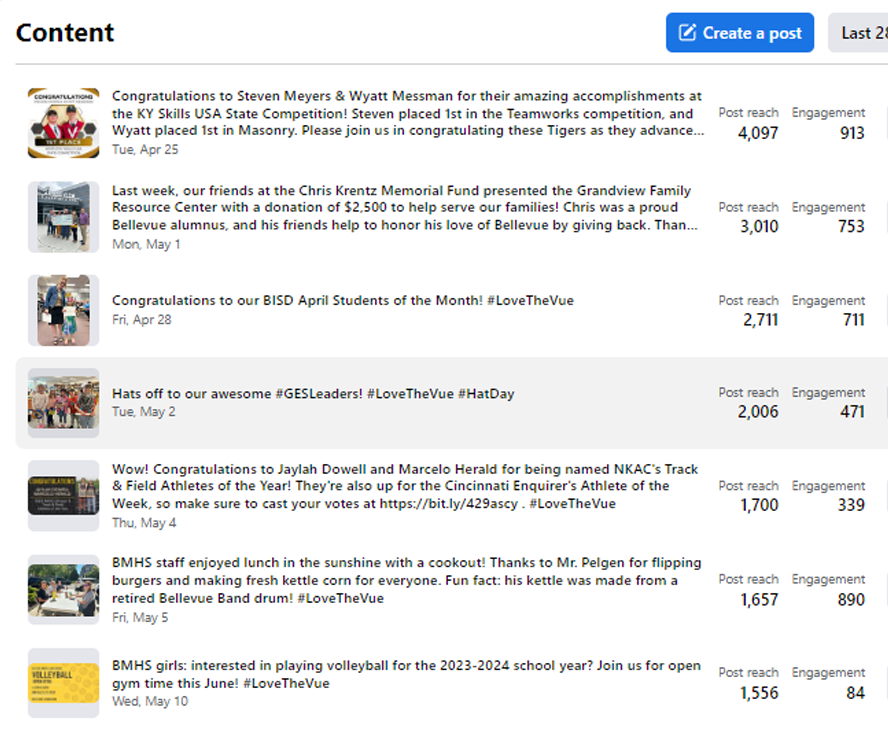 Content
Create a post
Last 28
CONGRATULATIONS
1ST PLACE
Congratulations to Steven Meyers & Wyatt Messman for their amazing accomplishments at
the KY Skills USA State Competition! Steven placed 1st in the Teamworks competition, and
Wyatt placed 1st in Masonry. Please join us in congratulating these Tigers as they advance...
Tue, Apr 25
Post reach Engagement
4,097 913
Last week, our friends at the Chris Krentz Memorial Fund presented the Grandview Family
Resource Center with a donation of $2,500 to help serve our families! Chris was a proud
Bellevue alumnus, and his friends help to honor his love of Bellevue by giving back. Than...
Mon, May 1
Post reach Engagement
3,010 753
Congratulations to our BISD April Students of the Month! #LoveTheVue
Fri, Apr 28
Post reach Engagement
2,711 711
Hats off to our awesome #GESLeaders! #LoveTheVue #HatDay
Tue, May 2
Post reach Engagement
2,006 471
CONGRATULATIONS
Wow! Congratulations to Jaylah Dowell and Marcelo Herald for being named NKAC's Track
& Field Athletes of the Year! They're also up for the Cincinnati Enquirer's Athlete of the
Week, so make sure to cast your votes at https://bit.ly/429ascy . #LoveTheVue
Thu, May 4
Post reach Engagement
1,700 339
BMHS staff enjoyed lunch in the sunshine with a cookout! Thanks to Mr. Pelgen for flipping
burgers and making fresh kettle corn for everyone. Fun fact: his kettle was made from a
retired Bellevue Band drum! #LoveTheVue
Fri, May 5
Post reach Engagement
1,657 890
VOLLEYBALL
BMHS girls: interested in playing volleyball for the 2023-2024 school year? Join us for open
gym time this June! #LoveTheVue
Wed, May 10
Post reach Engagement
1,556 84